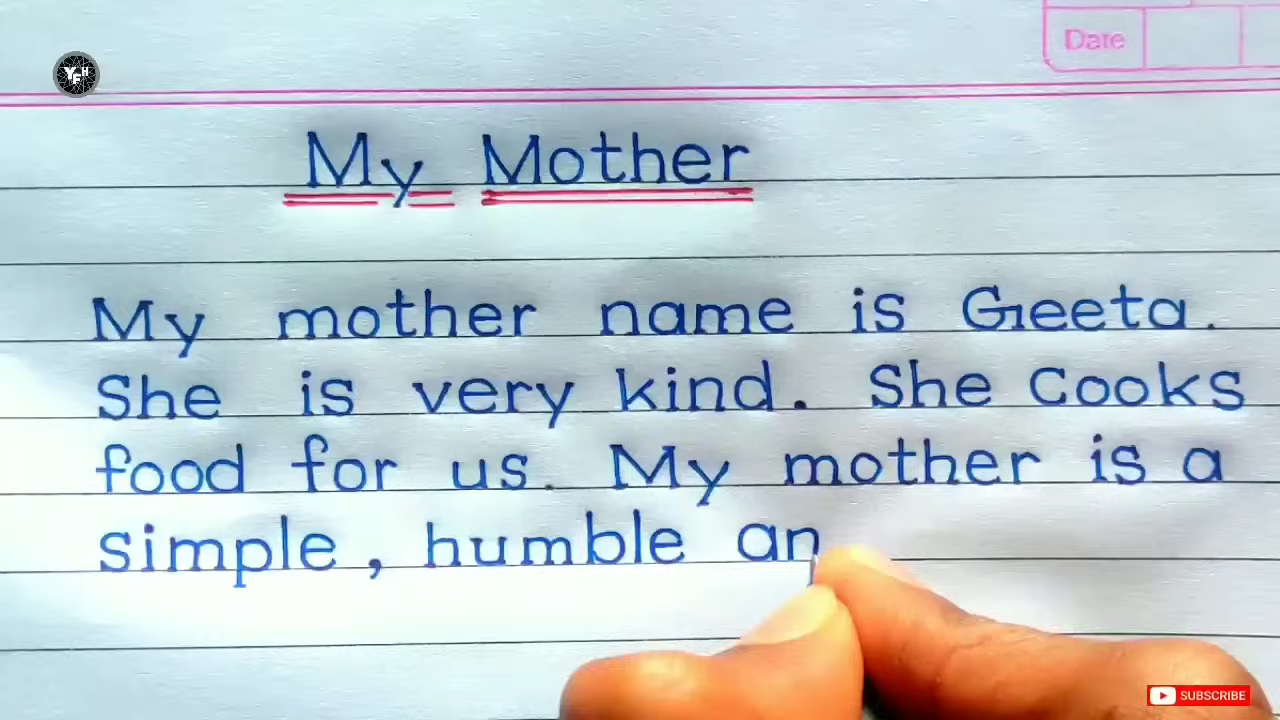 YFH
Date
My Mother
My mother name is Geeta.
She is very kind. She Cooks
food for us. My mother is a
simple, humble an
SUBSCRIBE